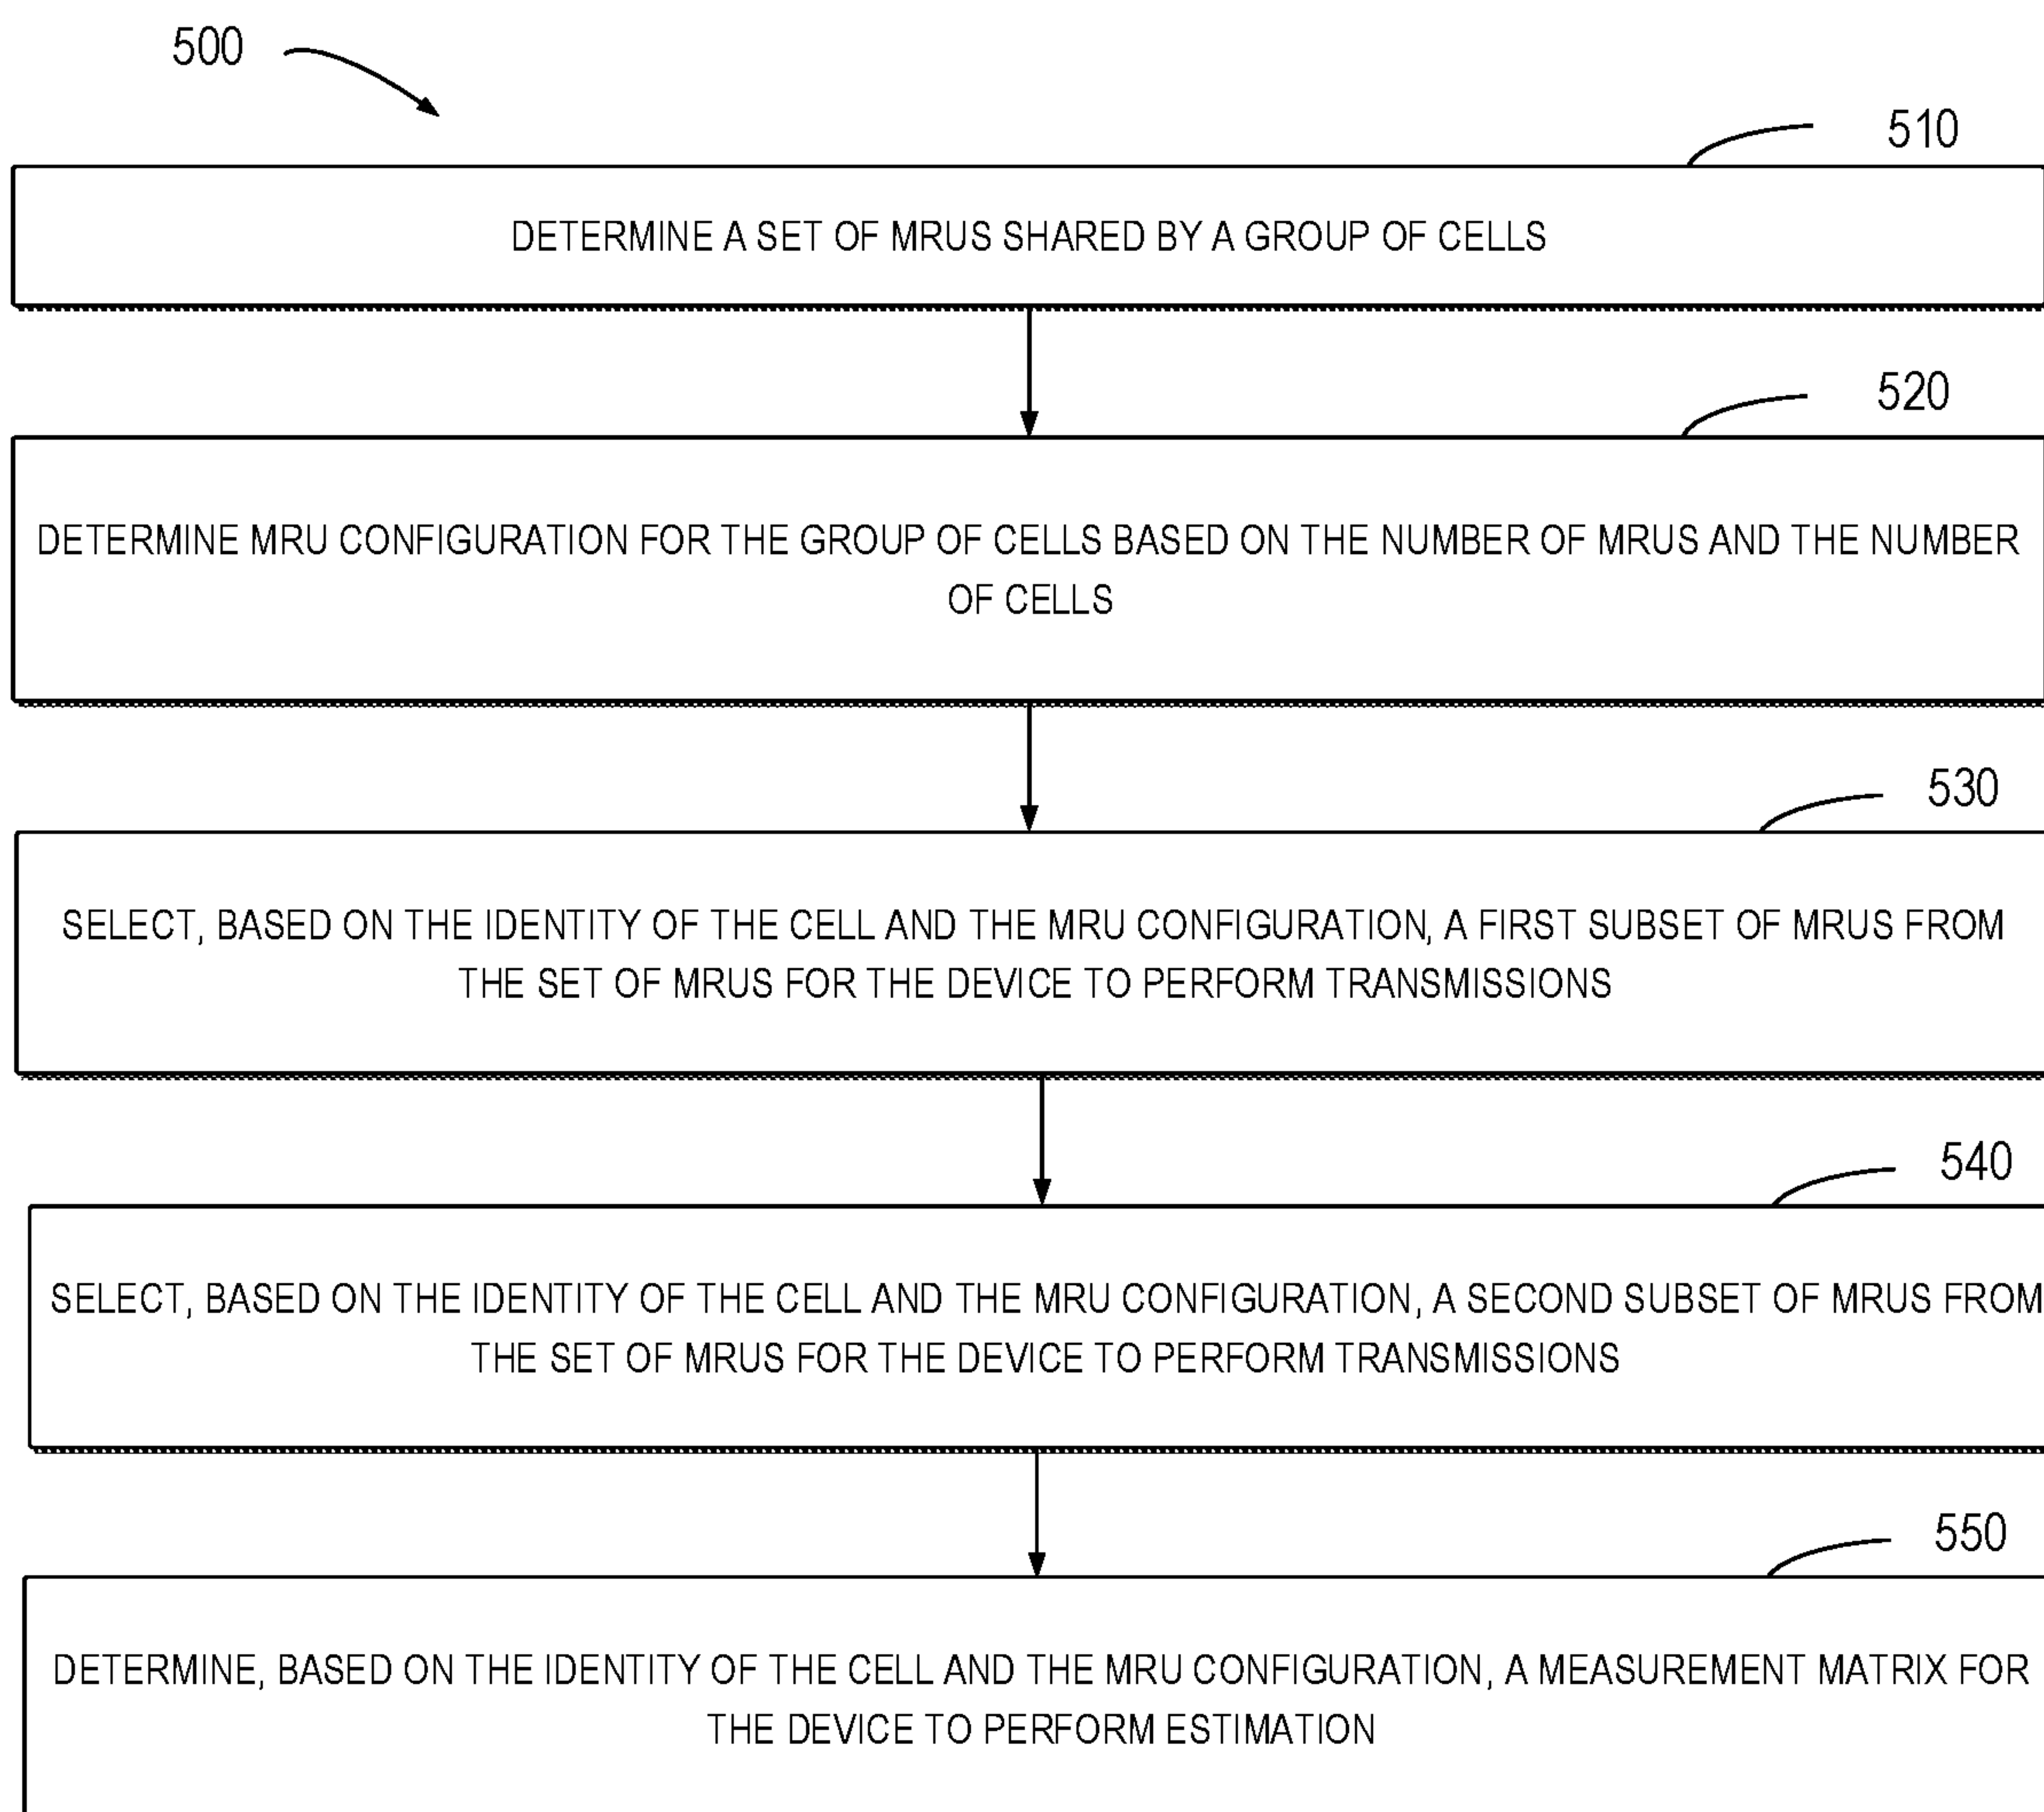 500
510
DETERMINE A SET OF MRUS SHARED BY A GROUP OF CELLS
520
DETERMINE MRU CONFIGURATION FOR THE GROUP OF CELLS BASED ON THE NUMBER OF MRUS AND THE NUMBER
OF CELLS
530
SELECT, BASED ON THE IDENTITY OF THE CELL AND THE MRU CONFIGURATION, A FIRST SUBSET OF MRUS FROM
THE SET OF MRUS FOR THE DEVICE TO PERFORM TRANSMISSIONS
540
SELECT, BASED ON THE IDENTITY OF THE CELL AND THE MRU CONFIGURATION, A SECOND SUBSET OF MRUS FROM
THE SET OF MRUS FOR THE DEVICE TO PERFORM TRANSMISSIONS
550
DETERMINE, BASED ON THE IDENTITY OF THE CELL AND THE MRU CONFIGURATION, A MEASUREMENT MATRIX FOR
THE DEVICE TO PERFORM ESTIMATION